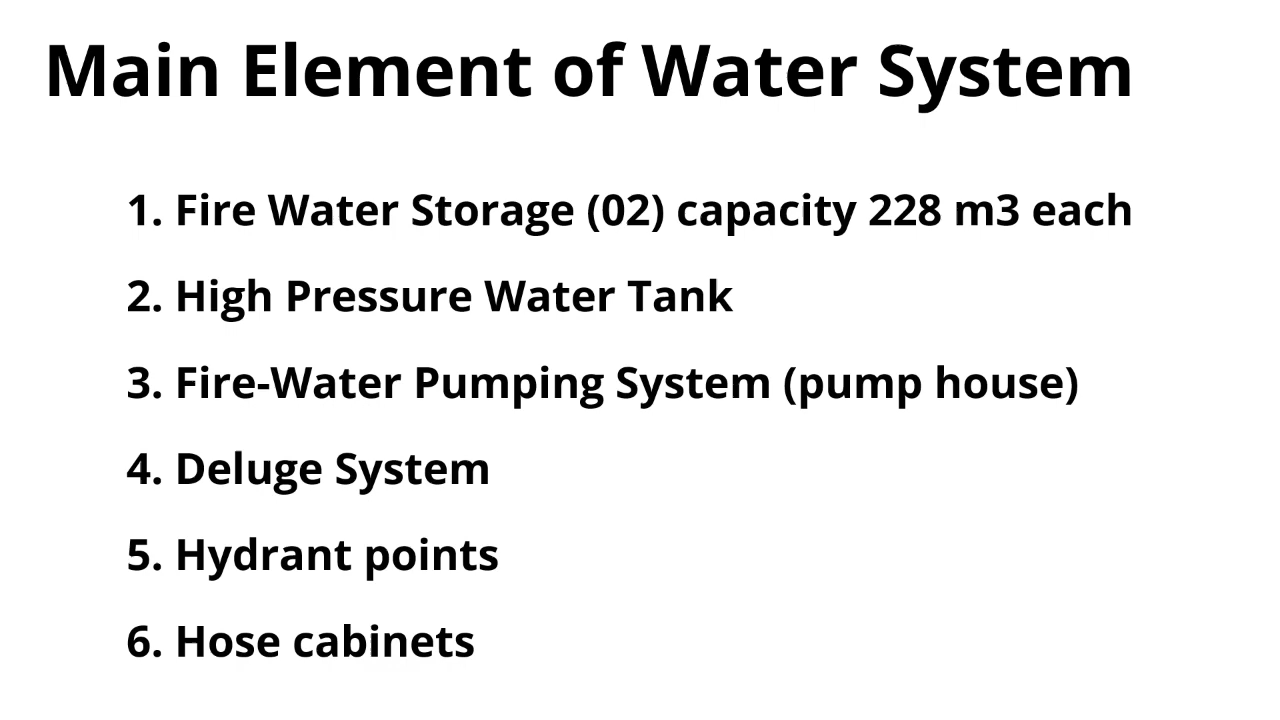 Main Element of Water System
1. Fire Water Storage (02) capacity 228 m3 each
2. High Pressure Water Tank
3. Fire-Water Pumping System (pump house)
4. Deluge System
5. Hydrant points
6. Hose cabinets